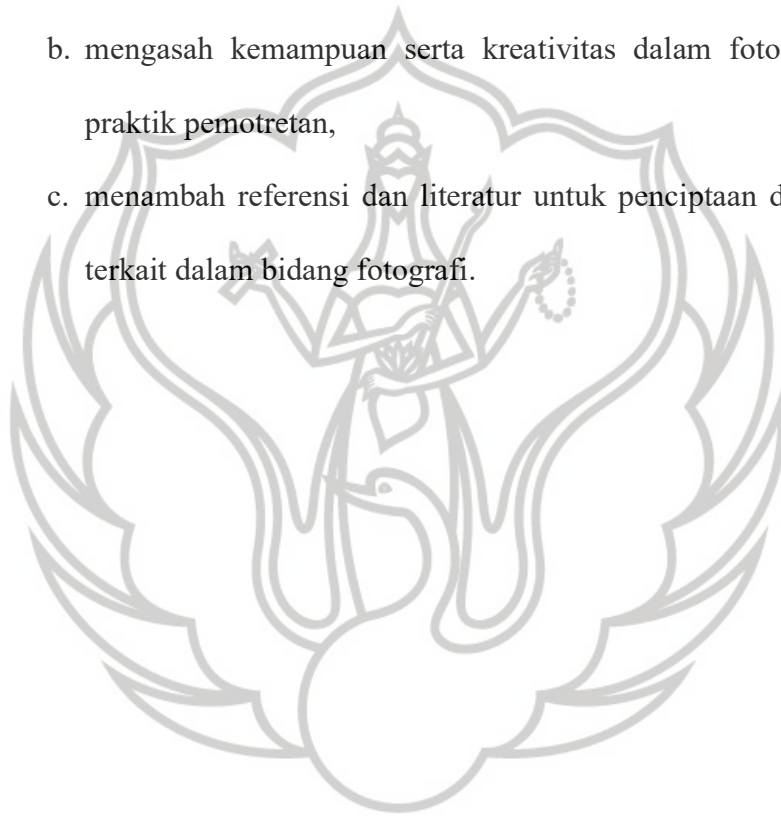 b. mengasah kemampuan serta kreativitas dalam foto
praktik pemotretan,
c. menambah referensi dan literatur untuk penciptaan d
terkait dalam bidang fotografi.